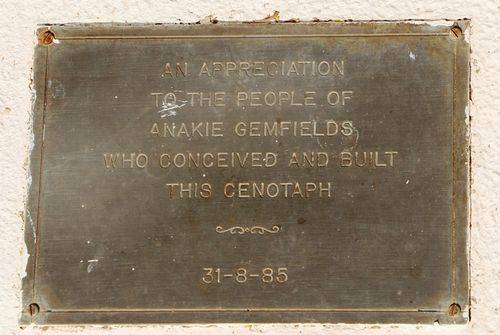 AN APPRECIATION
TO THE PEOPLE OF
ANAKIE GEMFIELDS
WHO CONCEIVED AND BUILT
THIS CENOTAPH
31-8-85